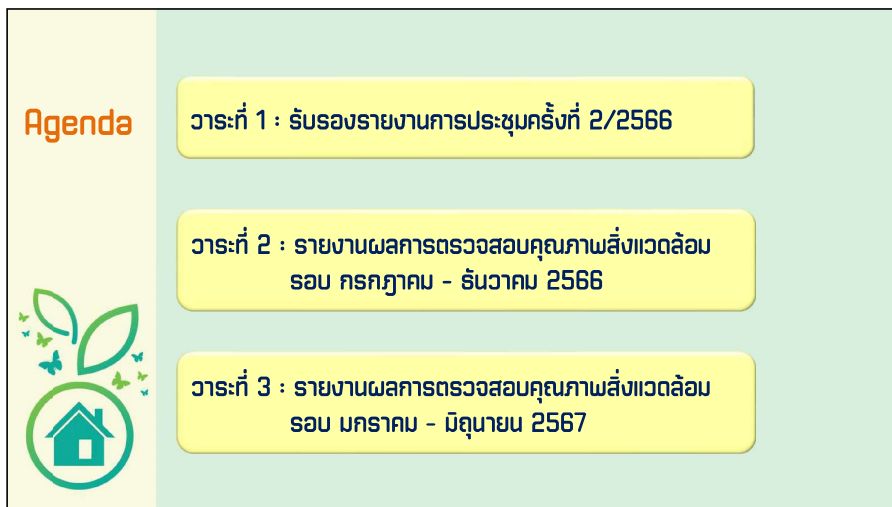 Agenda
วาระที่ 1 : รับรองรายงานการประชุมครั้งที่ 2/2566
วาระที่ 2 : รายงานผลการตรวจสอบคุณภาพสิ่งแวดล้อม
รอบ กรกฎาคม - ธันวาคม 2566
วาระที่ 3 : รายงานผลการตรวจสอบคุณภาพสิ่งแวดล้อม
รอบ มกราคม - มิถุนายน 2567